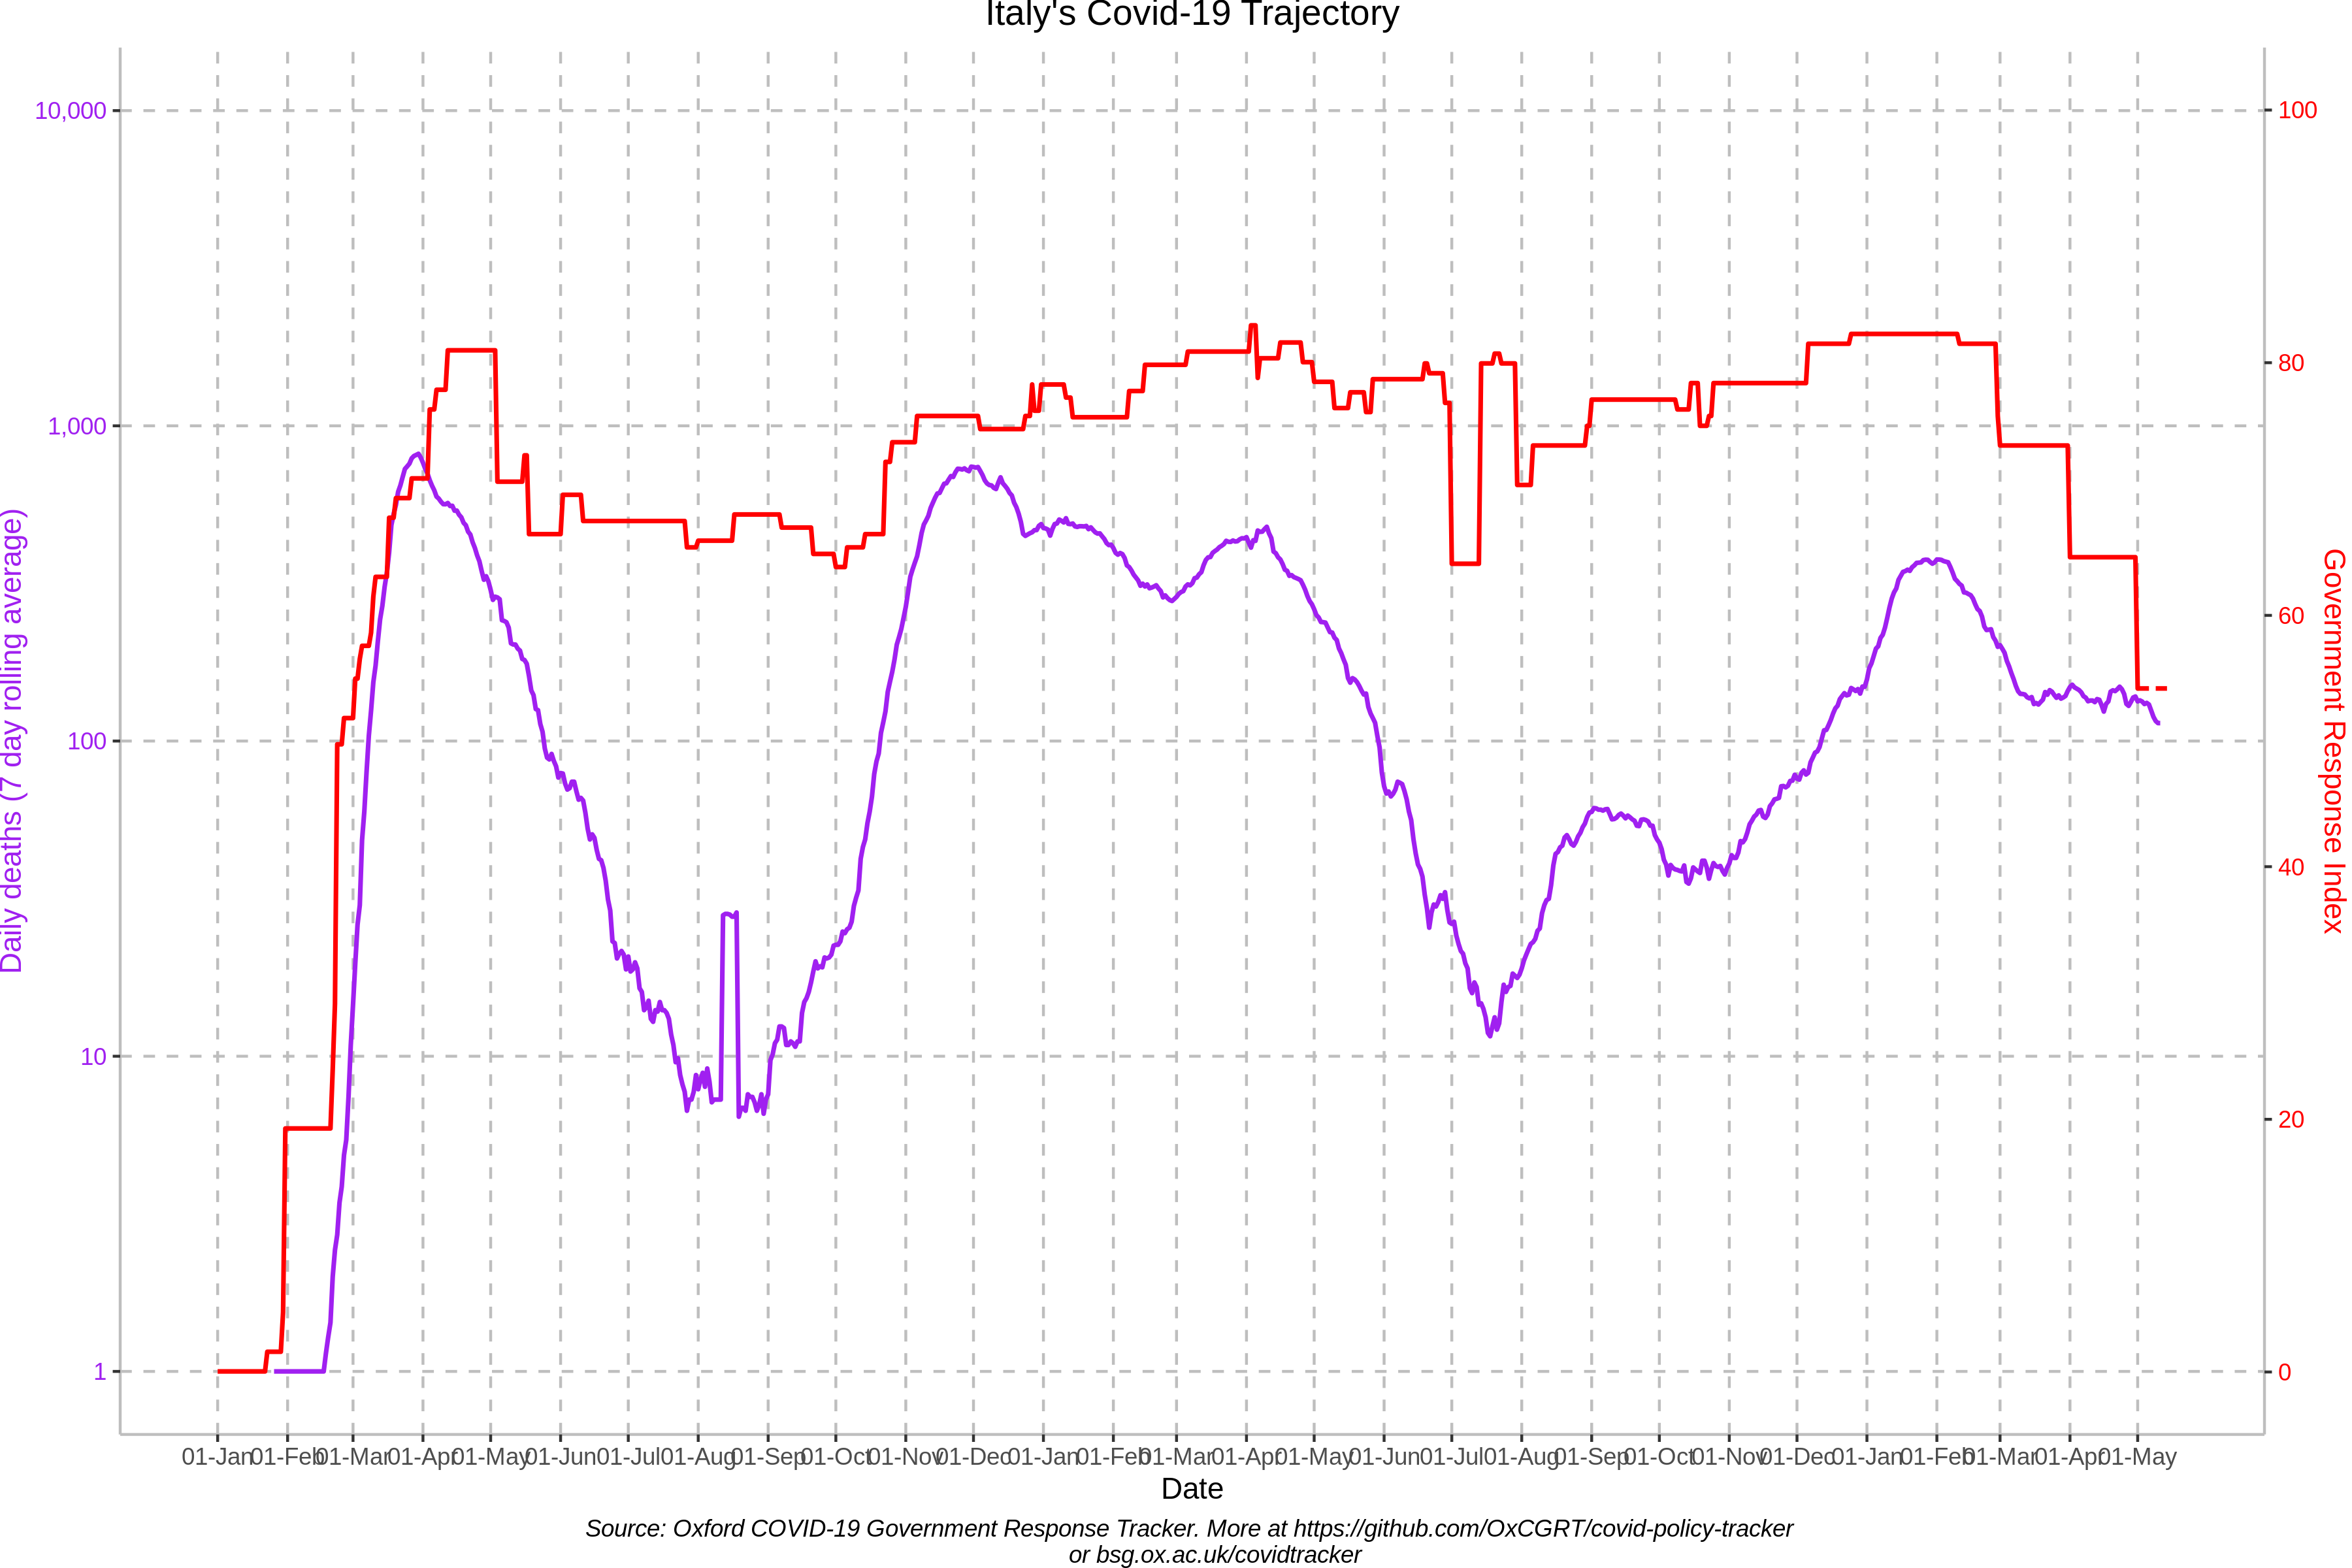 Italy's Covid-19 Trajectory
10,000
1,000
100
10
1
Daily deaths (7 day rolling average)
100
80
60
40
20
0
Government Response Index
01-Jan 01-Feb 01-Mar 01-Apr 01-May 01-Jun 01-Jul 01-Aug 01-Sep 01-Oct 01-Nov 01-Dec 01-Jan 01-Feb 01-Mar 01-Apr 01-May 01-Jun 01-Jul 01-Aug 01-Sep 01-Oct 01-Nov 01-Dec 01-Jan 01-Feb 01-Mar 01-Apr 01-May
Date
Source: Oxford COVID-19 Government Response Tracker. More at https://github.com/OxCGRT/covid-policy-tracker
or bsg.ox.ac.uk/covidtracker